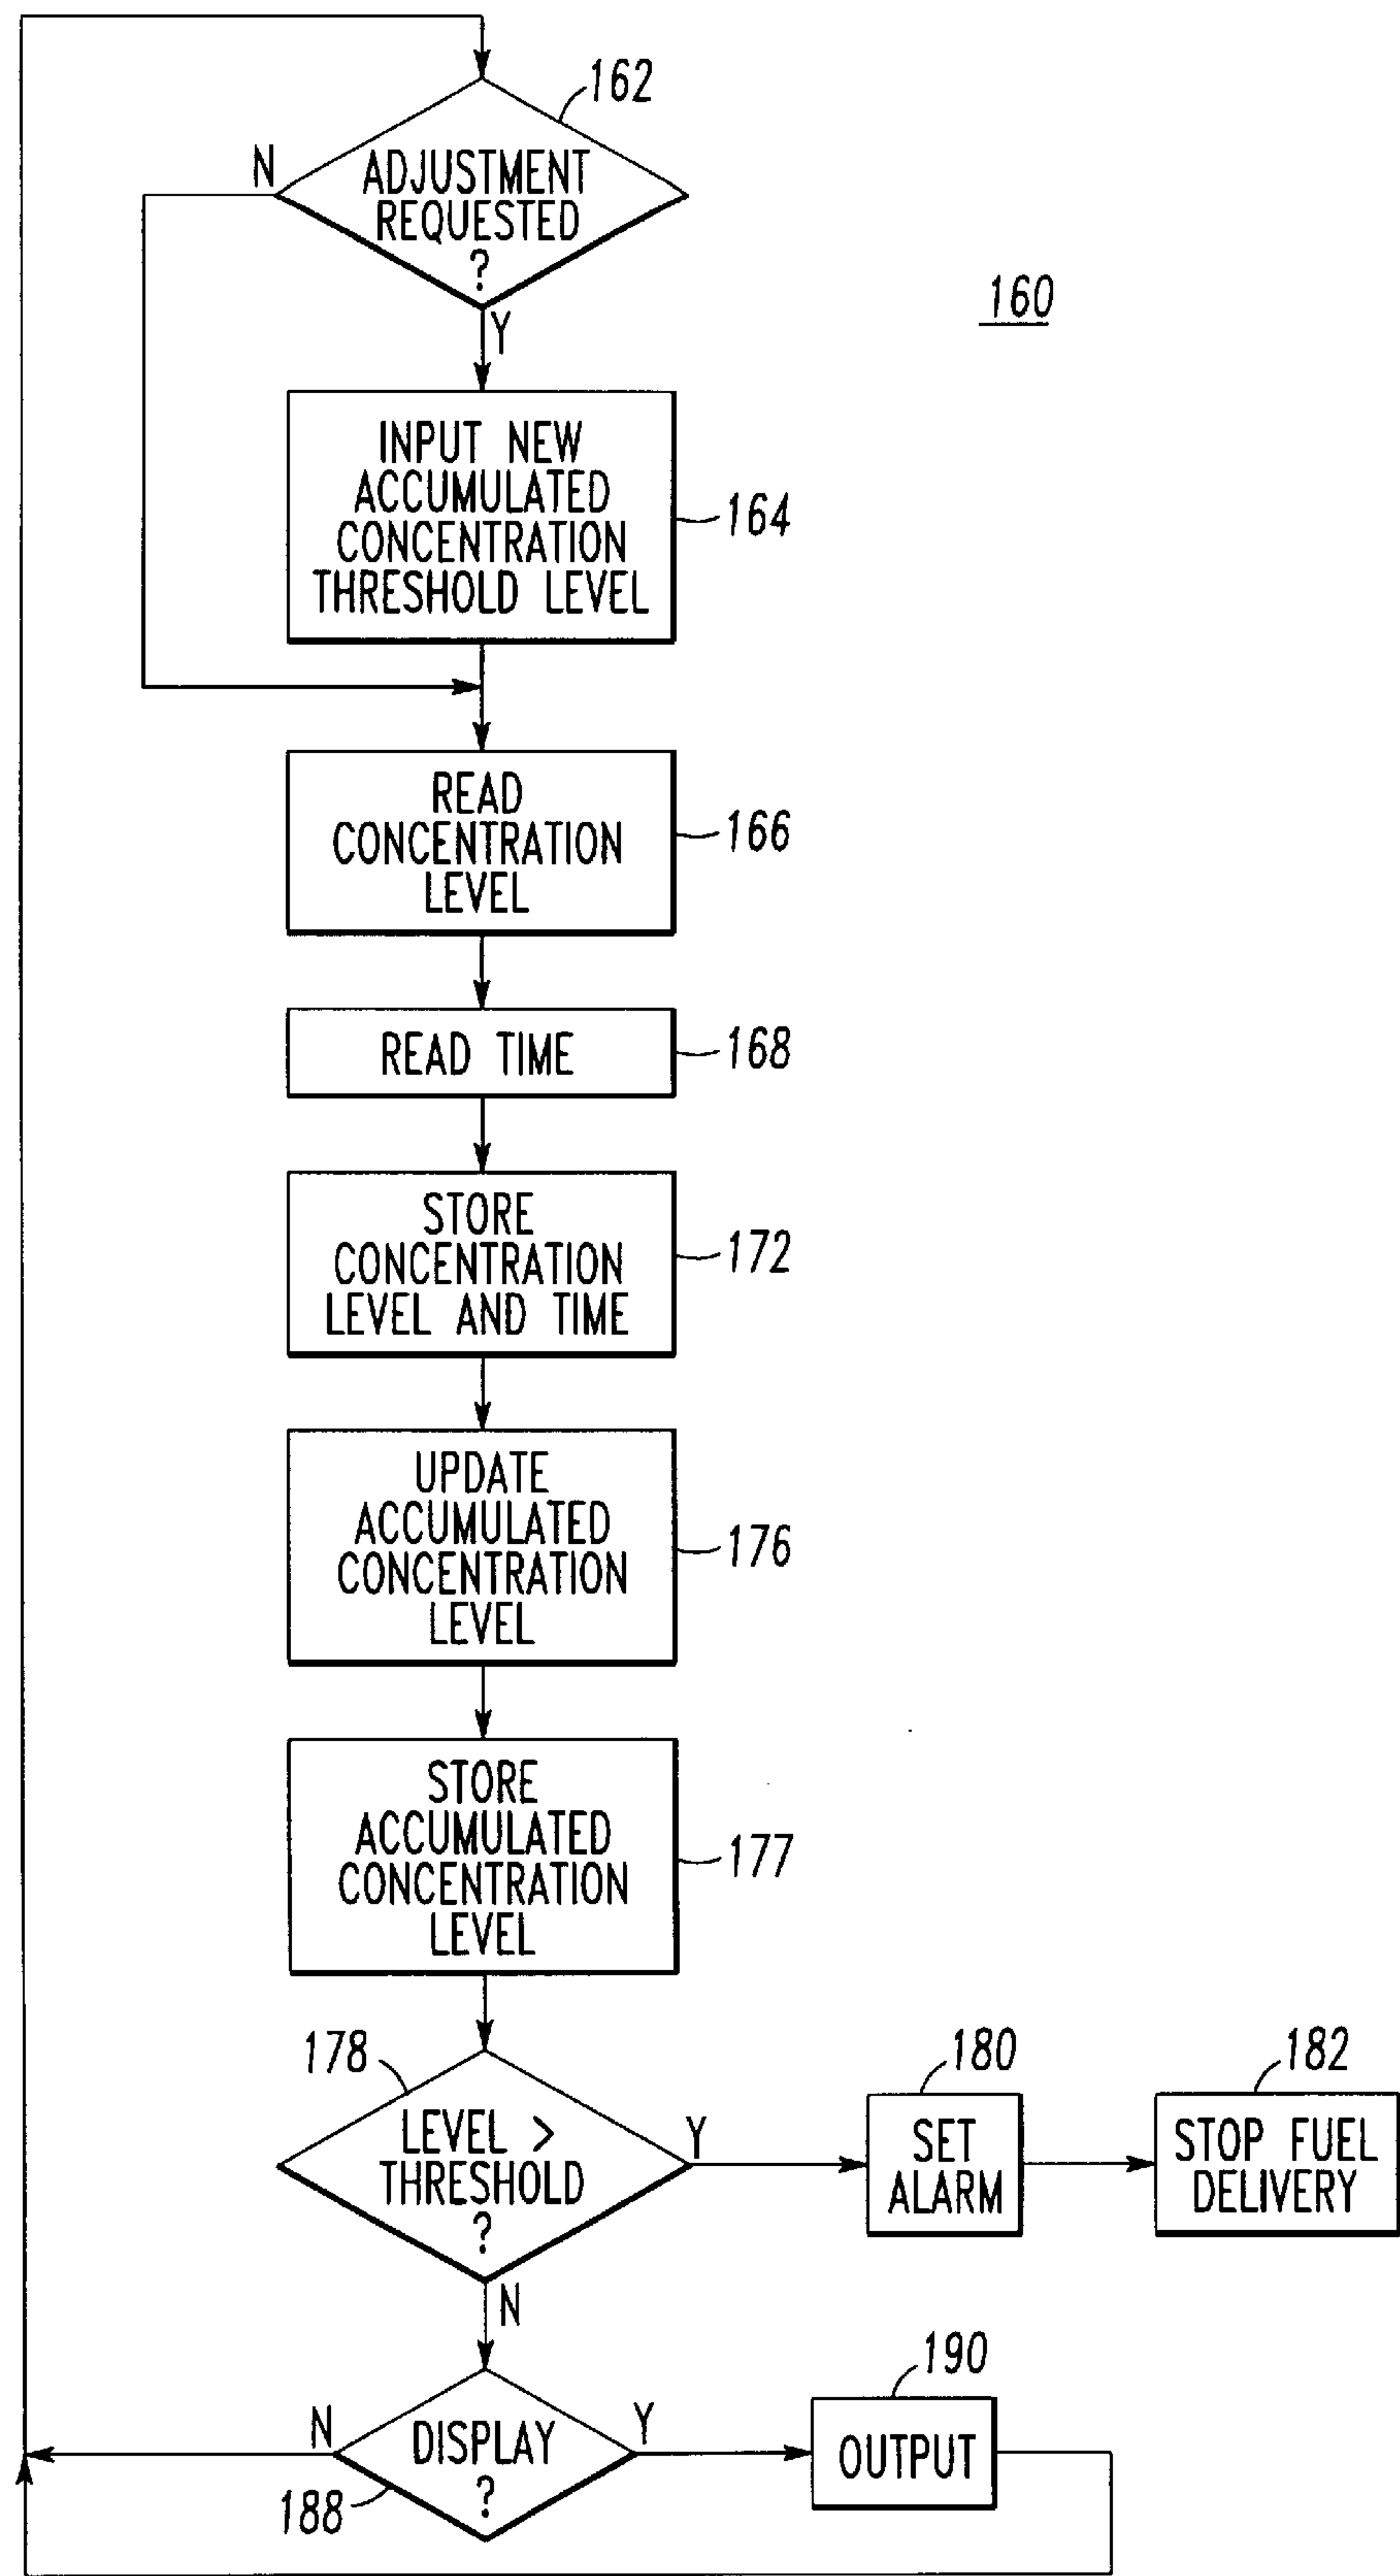 162
N
ADJUSTMENT
REQUESTED
?
160
Y
INPUT NEW
ACCUMULATED
CONCENTRATION
THRESHOLD LEVEL
164
READ
CONCENTRATION
LEVEL
166
READ TIME
168
STORE
CONCENTRATION
LEVEL AND TIME
172
UPDATE
ACCUMULATED
CONCENTRATION
LEVEL
176
STORE
ACCUMULATED
CONCENTRATION
LEVEL
177
178
LEVEL >
THRESHOLD
?
Y
180
SET
ALARM
182
STOP FUEL
DELIVERY
N
N
DISPLAY
?
188
Y
190
OUTPUT